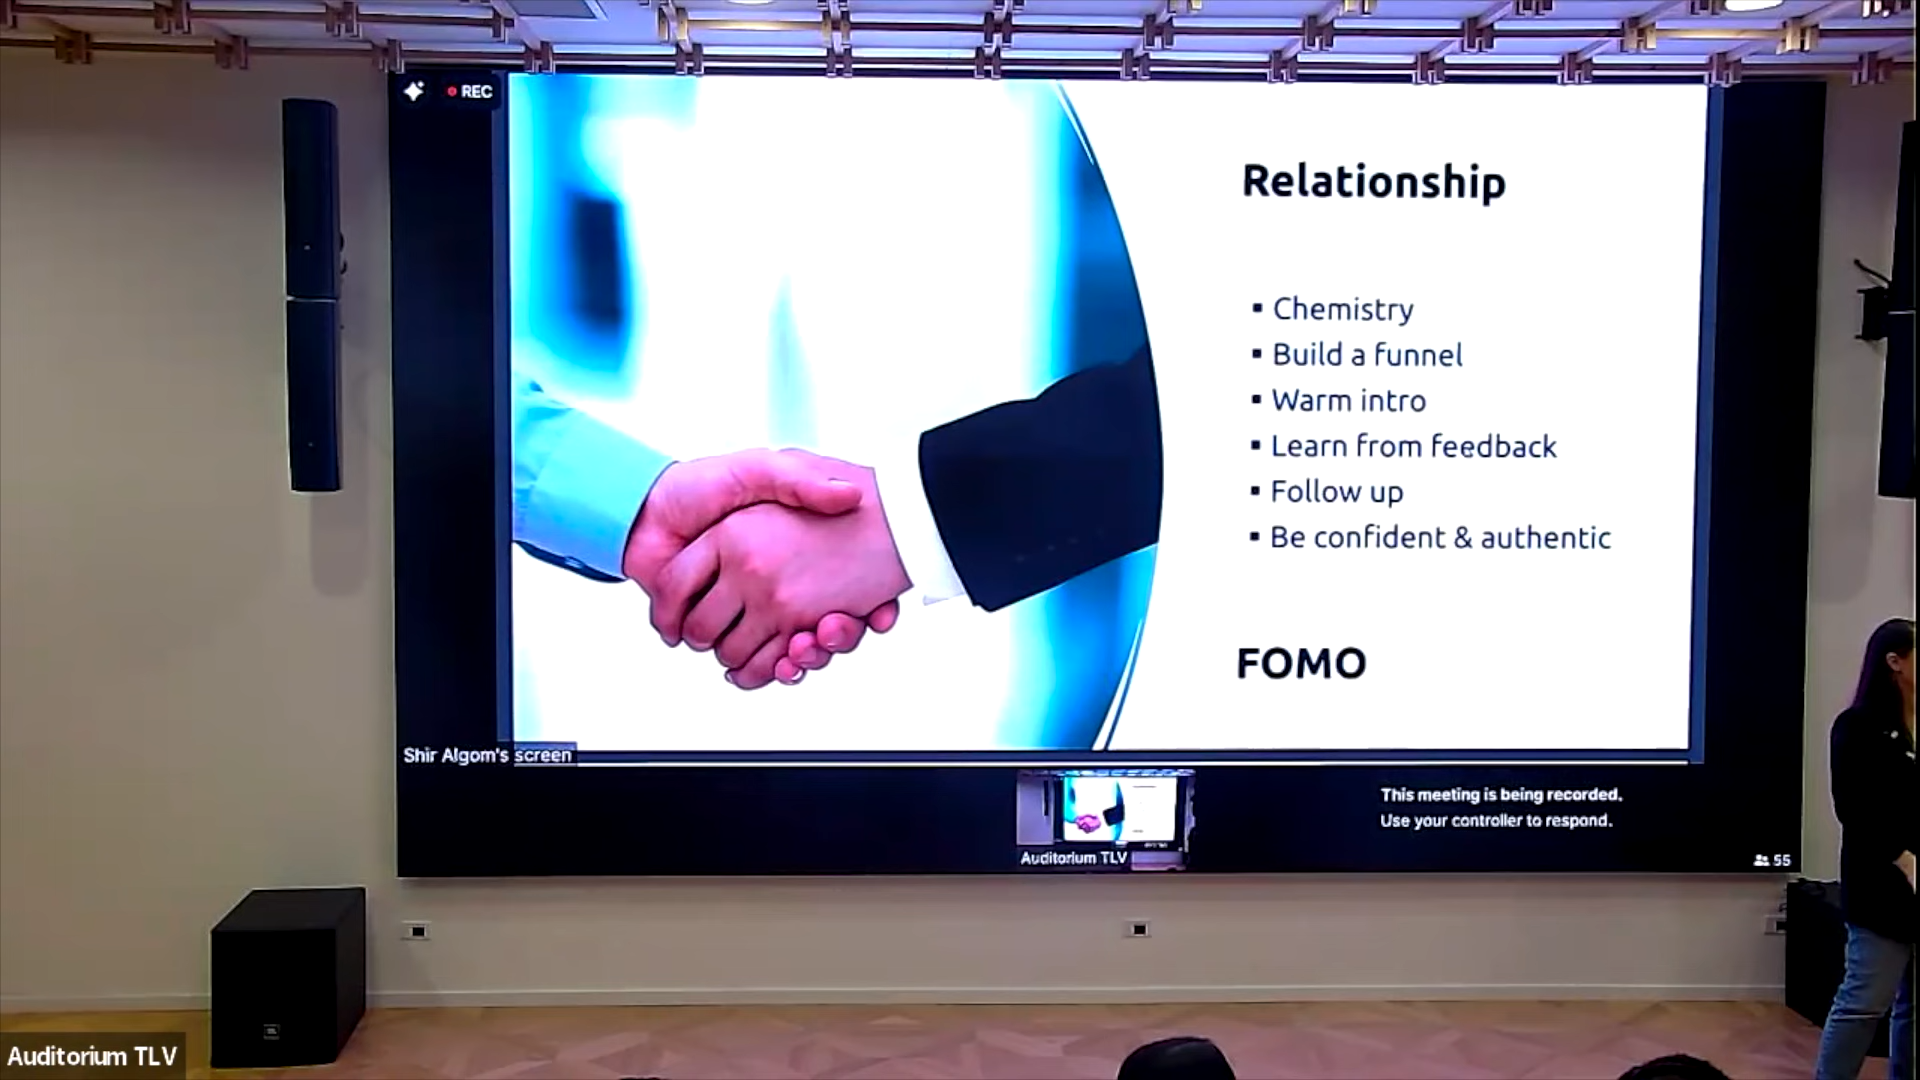 REC
Relationship
▪ Chemistry
▪ Build a funnel
▪ Warm intro
▪ Learn from feedback
▪ Follow up
▪ Be confident & authentic
FOMO
Shir Algom's screen
This meeting is being recorded.
Use your controller to respond.
Auditorium TLV
55
Auditorium TLV